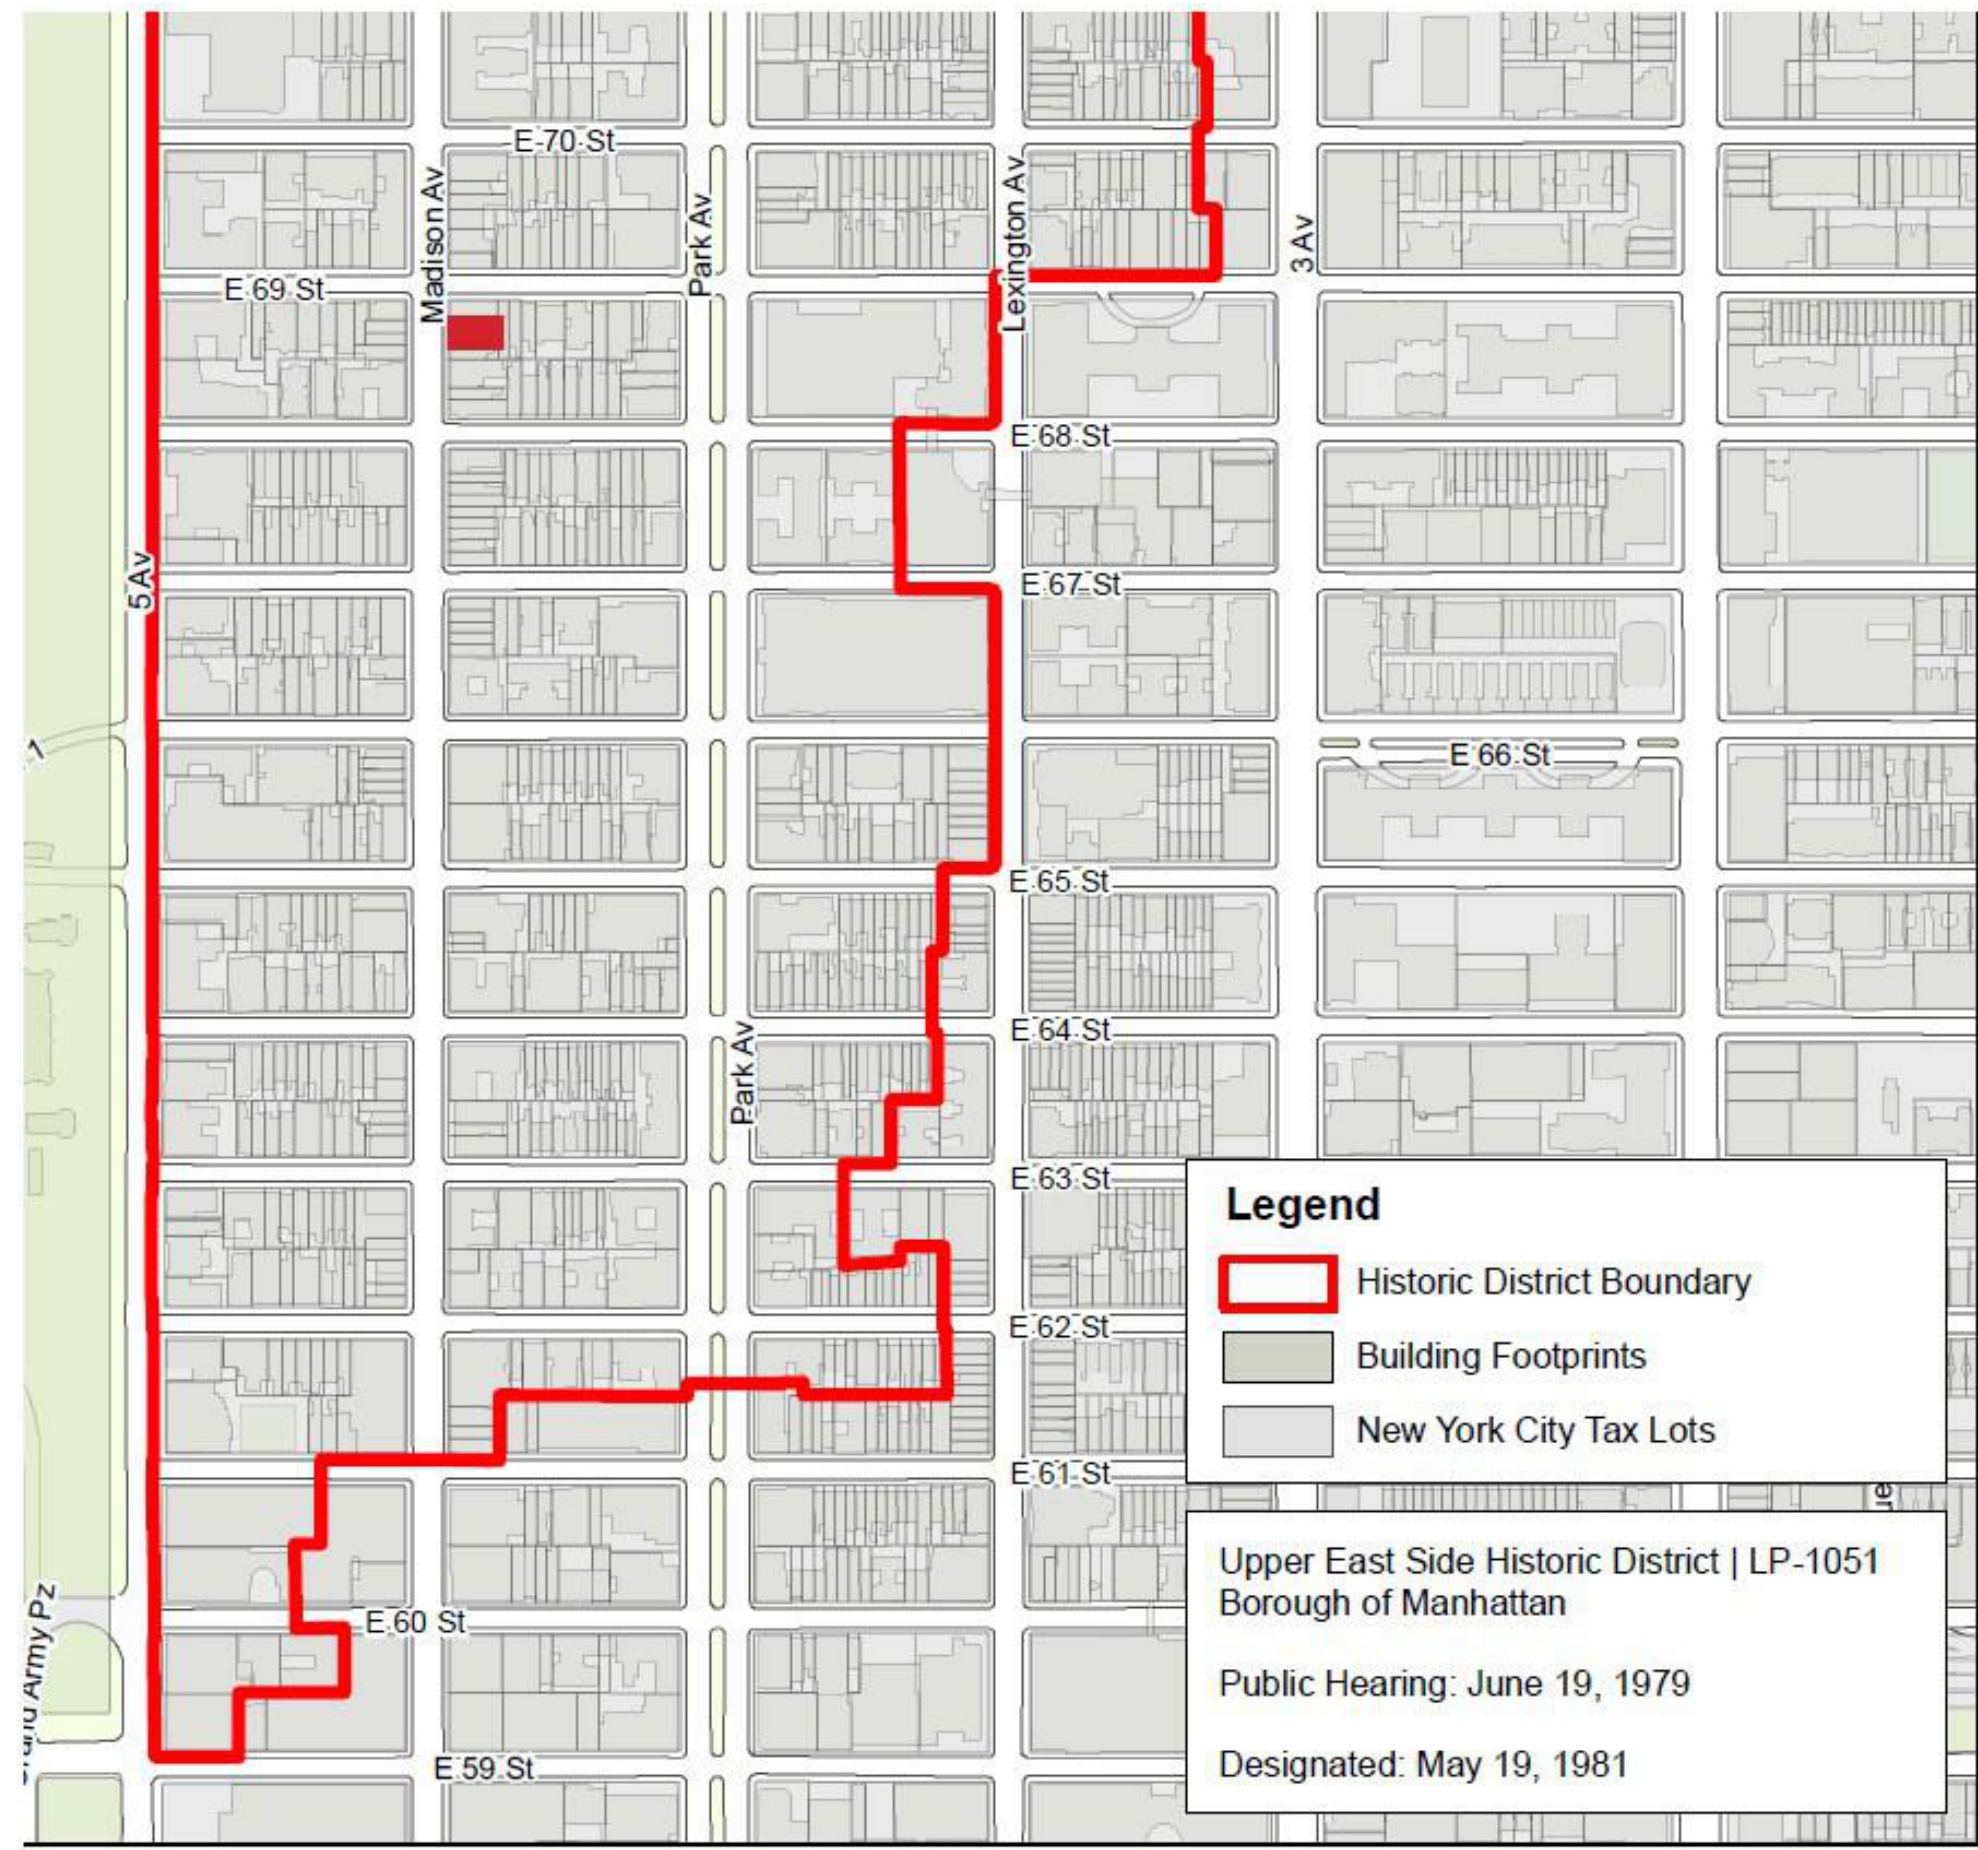 E 70 St
Madison Av
Park Av
Lexington Av
3 Av
E 69 St
E 68 St
5 Av
E 67 St
E 66 St
E 65 St
E 64 St
Park Av
E 63 St
E 62 St
E 61 St
E 60 St
E 59 St
Legend
Historic District Boundary
Building Footprints
New York City Tax Lots
Upper East Side Historic District | LP-1051
Borough of Manhattan
Public Hearing: June 19, 1979
Designated: May 19, 1981
Army Pz